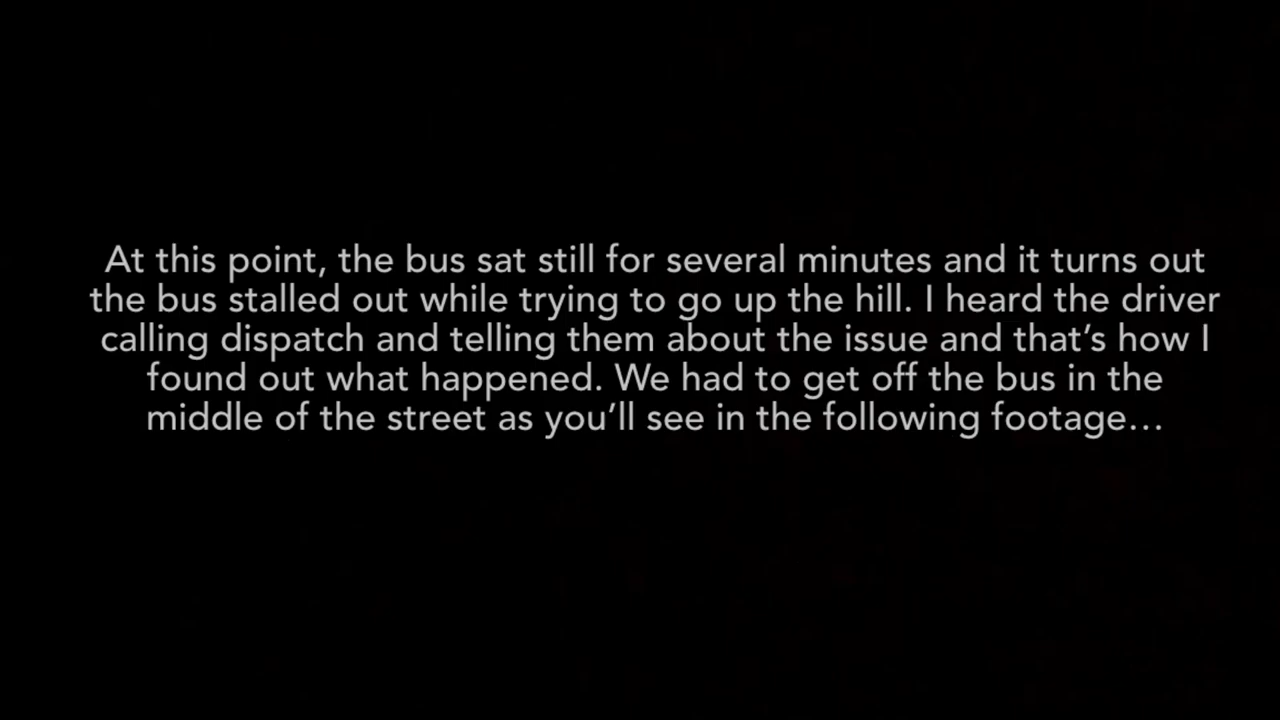 At this point, the bus sat still for several minutes and it turns out
the bus stalled out while trying to go up the hill. I heard the driver
calling dispatch and telling them about the issue and that’s how I
found out what happened. We had to get off the bus in the
middle of the street as you’ll see in the following footage…